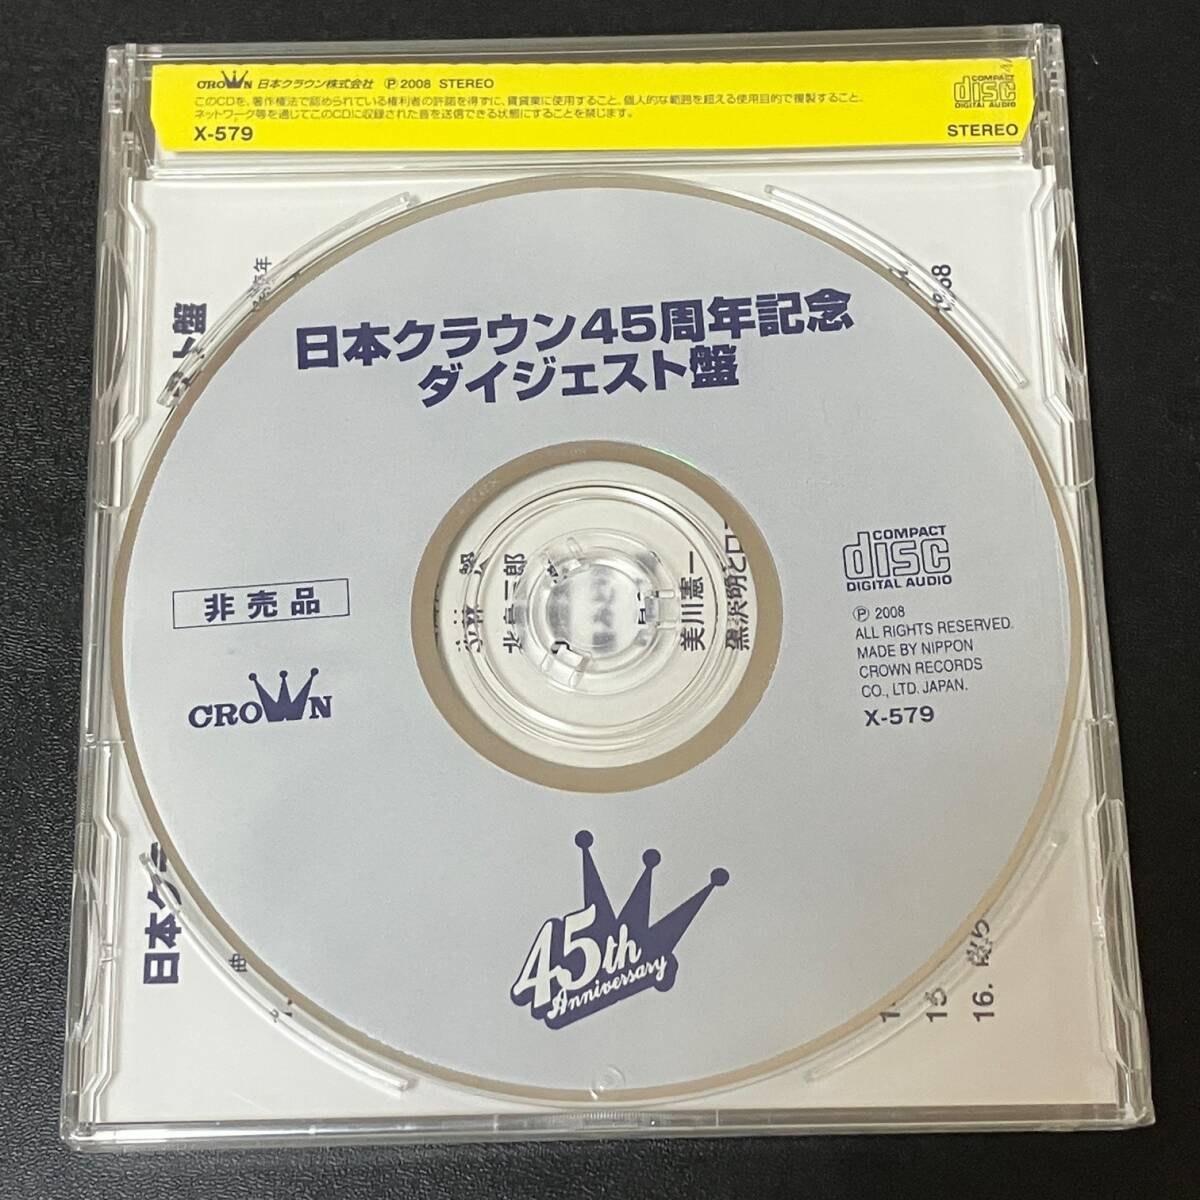 CROWN 日本クラウン株式会社 Ⓟ 2008 STEREO
このCDを、著作権法で認められている権利者の許諾を得ずに、賃貸業に使用すること、個人的な範囲を超える使用目的で複製すること、
ネットワーク等を通じてこのCDに収録された音を送信できる状態にすることを禁じます。
X-579
COMPACT
disc
DIGITAL AUDIO
STEREO
日本クラウン45周年記念
ダイジェスト盤
非売品
CROWN
COMPACT
disc
DIGITAL AUDIO
Ⓟ 2008
ALL RIGHTS RESERVED.
MADE BY NIPPON
CROWN RECORDS
CO., LTD. JAPAN.
X-579
45th
Anniversary
美川憲一
日本ク
ト盤
15
16.